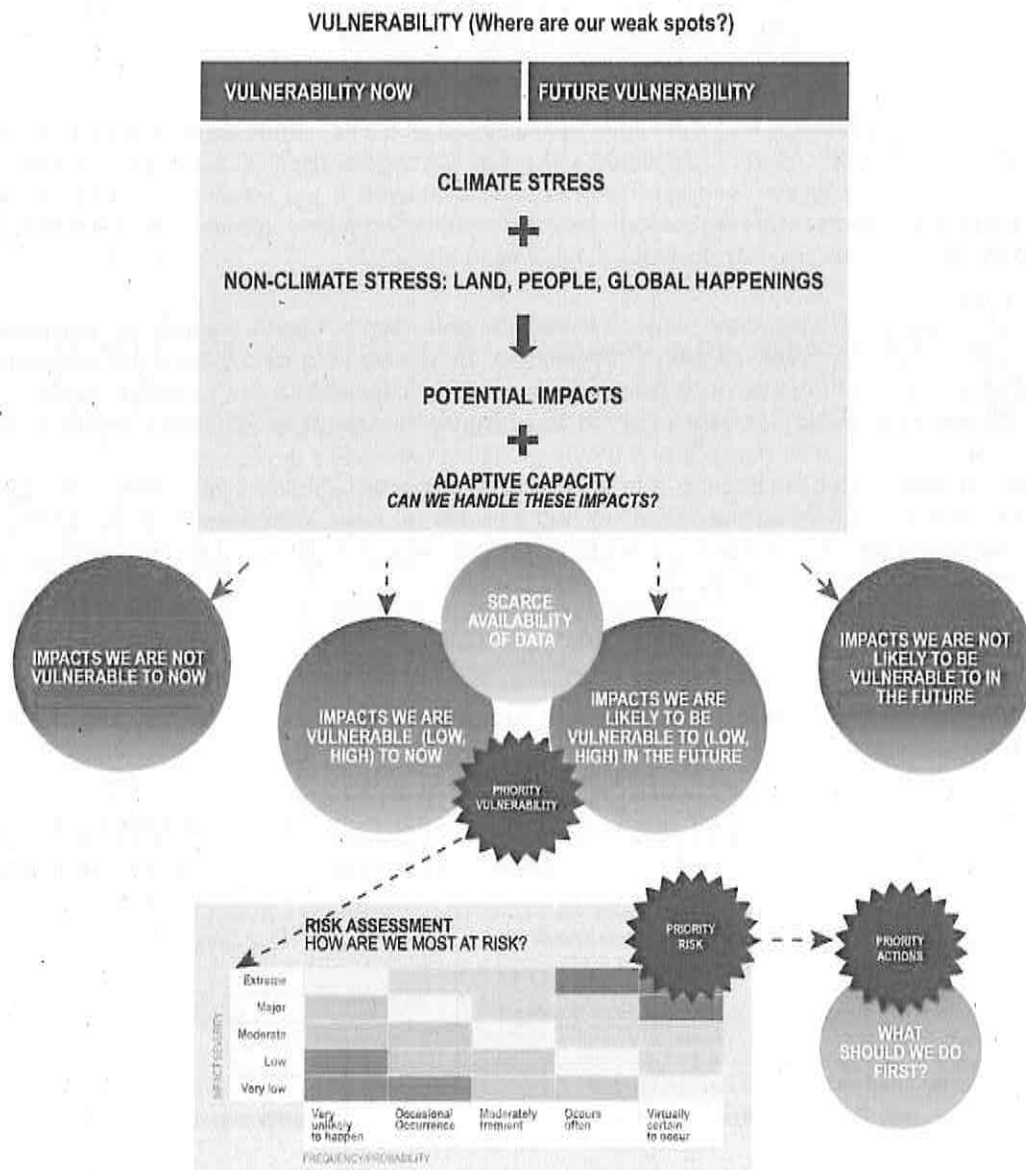 VULNERABILITY (Where are our weak spots?)
VULNERABILITY NOW
FUTURE VULNERABILITY
CLIMATE STRESS
+
NON-CLIMATE STRESS: LAND, PEOPLE, GLOBAL HAPPENINGS
POTENTIAL IMPACTS
+
ADAPTIVE CAPACITY
CAN WE HANDLE THESE IMPACTS?
SCARCE
AVAILABILITY
OF DATA
IMPACTS WE ARE NOT
VULNERABLE TO NOW
IMPACTS WE ARE
VULNERABLE (LOW,
HIGH) TO NOW
IMPACTS WE ARE
LIKELY TO BE
VULNERABLE TO (LOW,
HIGH) IN THE FUTURE
IMPACTS WE ARE NOT
LIKELY TO BE
VULNERABLE TO IN
THE FUTURE
PRIORITY
VULNERABILITY
RISK ASSESSMENT
HOW ARE WE MOST AT RISK?
PRIORITY
RISK
PRIORITY
ACTIONS
WHAT
SHOULD WE DO
FIRST?
IMPACT SEVERITY
Extreme
Major
Moderate
Low
Very low
Very
unlikely
to happen
Occasional
Occurrence
Moderately
frequent
Occurs
often
Virtually
certain
to occur
FREQUENCY/PROBABILITY